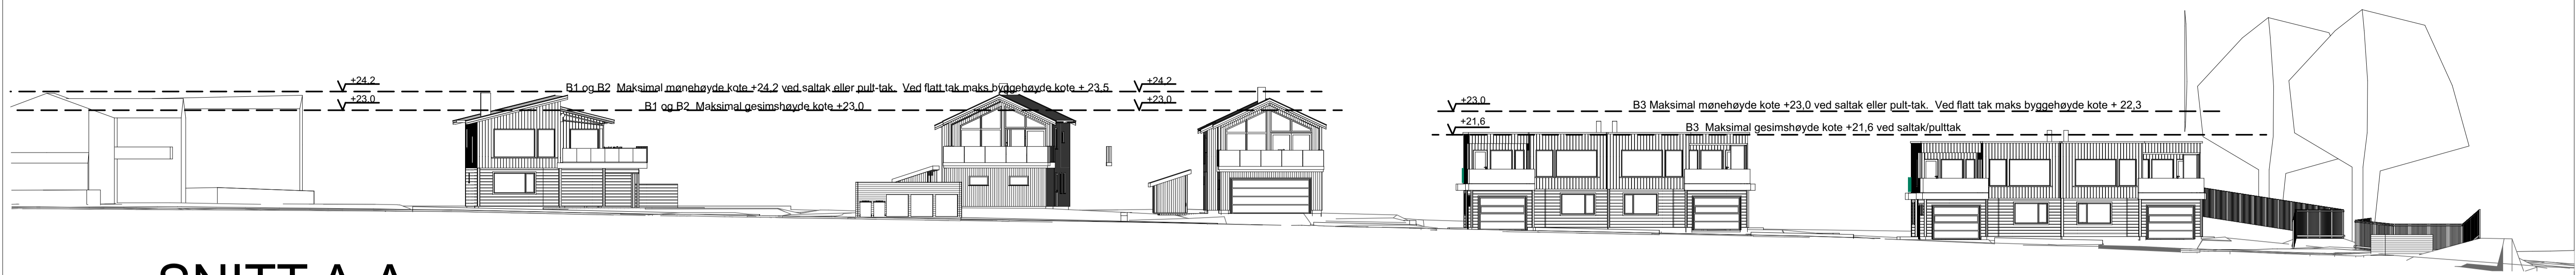 +24,2
B1 og B2 Maksimal mønehøyde kote +24,2 ved saltak eller pult-tak. Ved flatt tak maks byggehøyde kote + 23,5
+24,2
+23,0
B1 og B2 Maksimal gesimshøyde kote +23,0
+23,0
+23,0
B3 Maksimal mønehøyde kote +23,0 ved saltak eller pult-tak. Ved flatt tak maks byggehøyde kote + 22,3
+21,6
B3 Maksimal gesimshøyde kote +21,6 ved saltak/pulttak
SNITT A-A